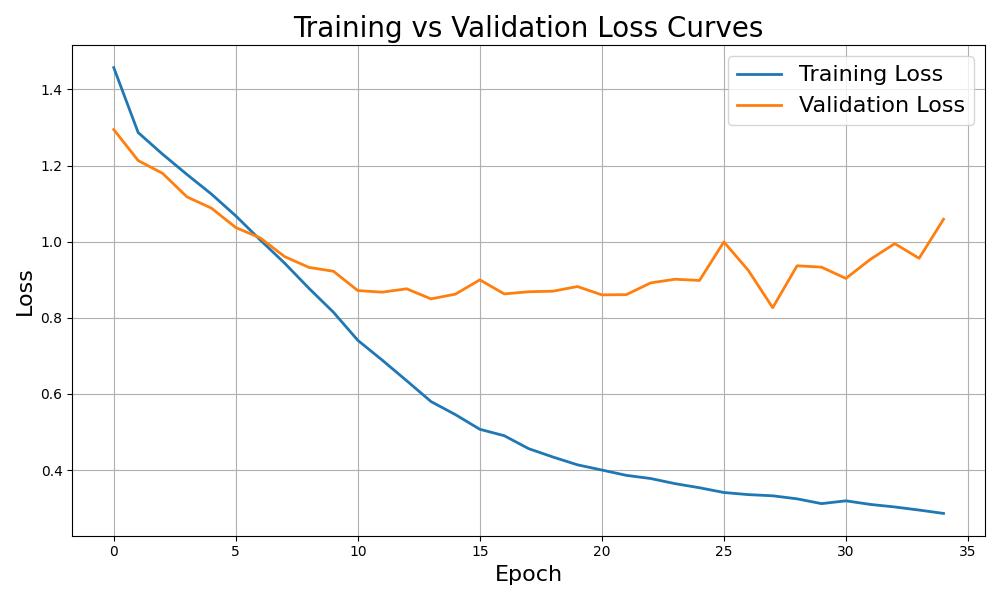 Training vs Validation Loss Curves
Training Loss
Validation Loss
Loss
1.4
1.2
1.0
0.8
0.6
0.4
0 5 10 15 20 25 30 35
Epoch